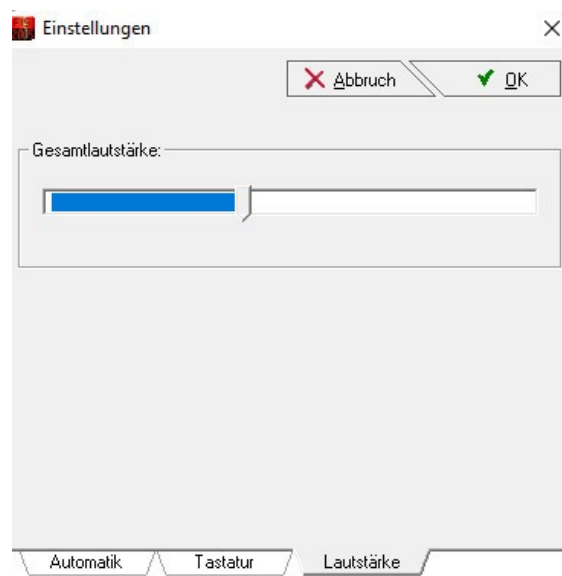 Einstellungen
Abbruch
OK
Gesamtlautstärke:
Automatik
Tastatur
Lautstärke